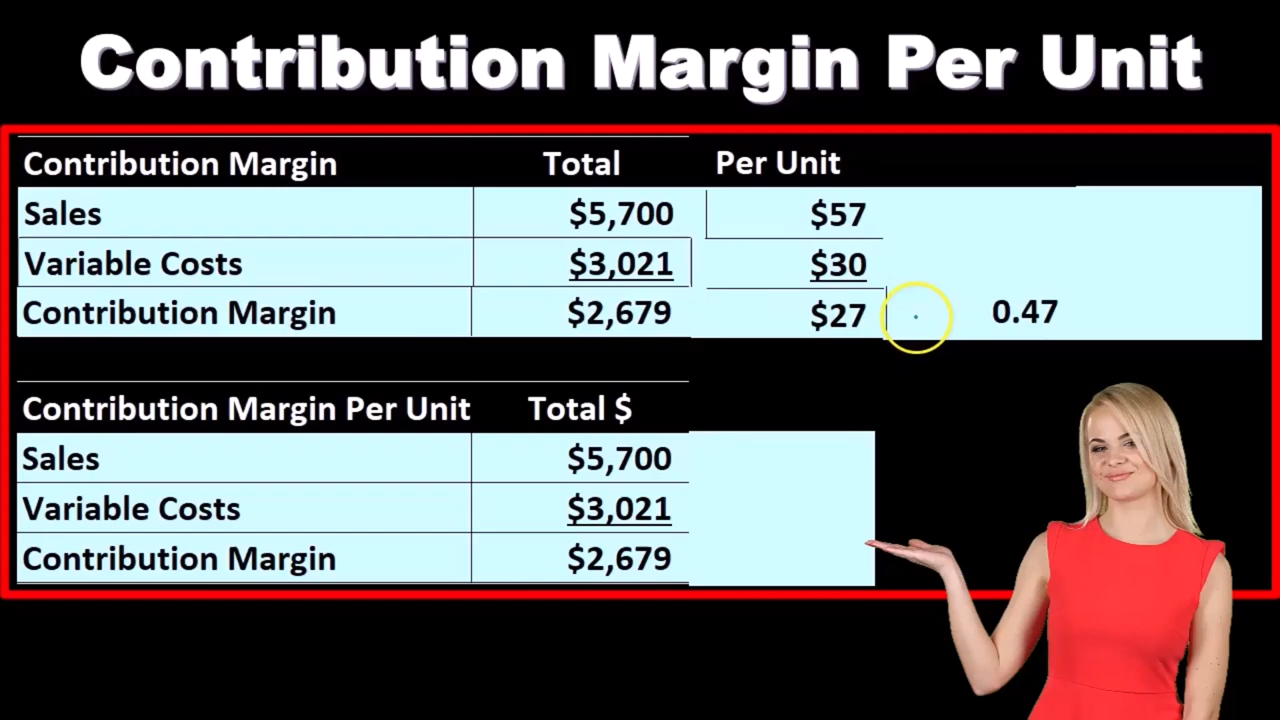 Contribution Margin Per Unit
Contribution Margin Total Per Unit
Sales $5,700 $57
Variable Costs $3,021 $30
Contribution Margin $2,679 $27 0.47
Contribution Margin Per Unit Total $
Sales $5,700
Variable Costs $3,021
Contribution Margin $2,679